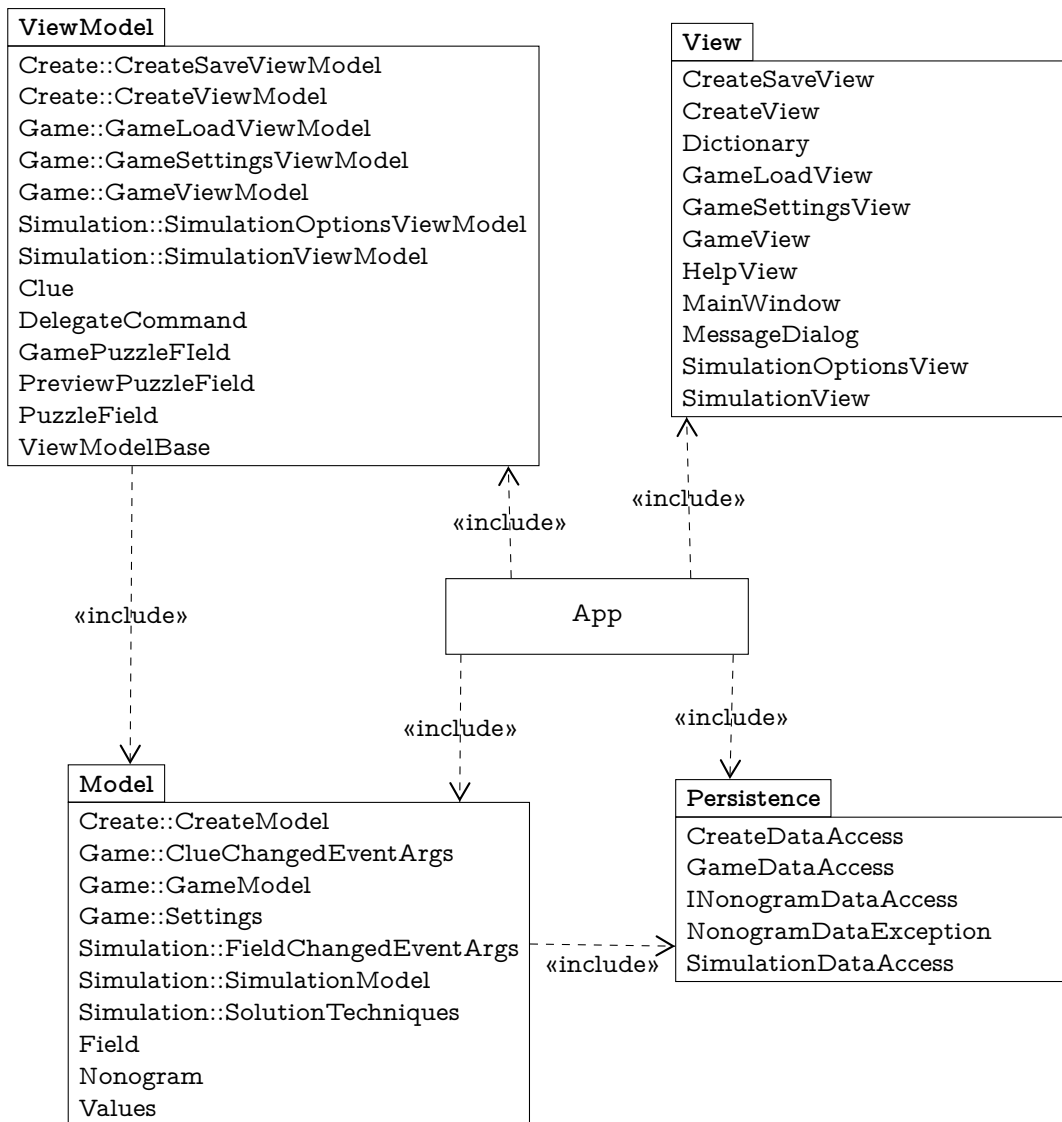 ViewModel
Create::CreateSaveViewModel
Create::CreateViewModel
Game::GameLoadViewModel
Game::GameSettingsViewModel
Game::GameViewModel
Simulation::SimulationOptionsViewModel
Simulation::SimulationViewModel
Clue
DelegateCommand
GamePuzzleFIeld
PreviewPuzzleField
PuzzleField
ViewModelBase
View
CreateSaveView
CreateView
Dictionary
GameLoadView
GameSettingsView
GameView
HelpView
MainWindow
MessageDialog
SimulationOptionsView
SimulationView
«include»
«include»
«include»
App
«include»
«include»
Model
Create::CreateModel
Game::ClueChangedEventArgs
Game::GameModel
Game::Settings
Simulation::FieldChangedEventArgs
Simulation::SimulationModel
Simulation::SolutionTechniques
Field
Nonogram
Values
«include»
Persistence
CreateDataAccess
GameDataAccess
INonogramDataAccess
NonogramDataException
SimulationDataAccess